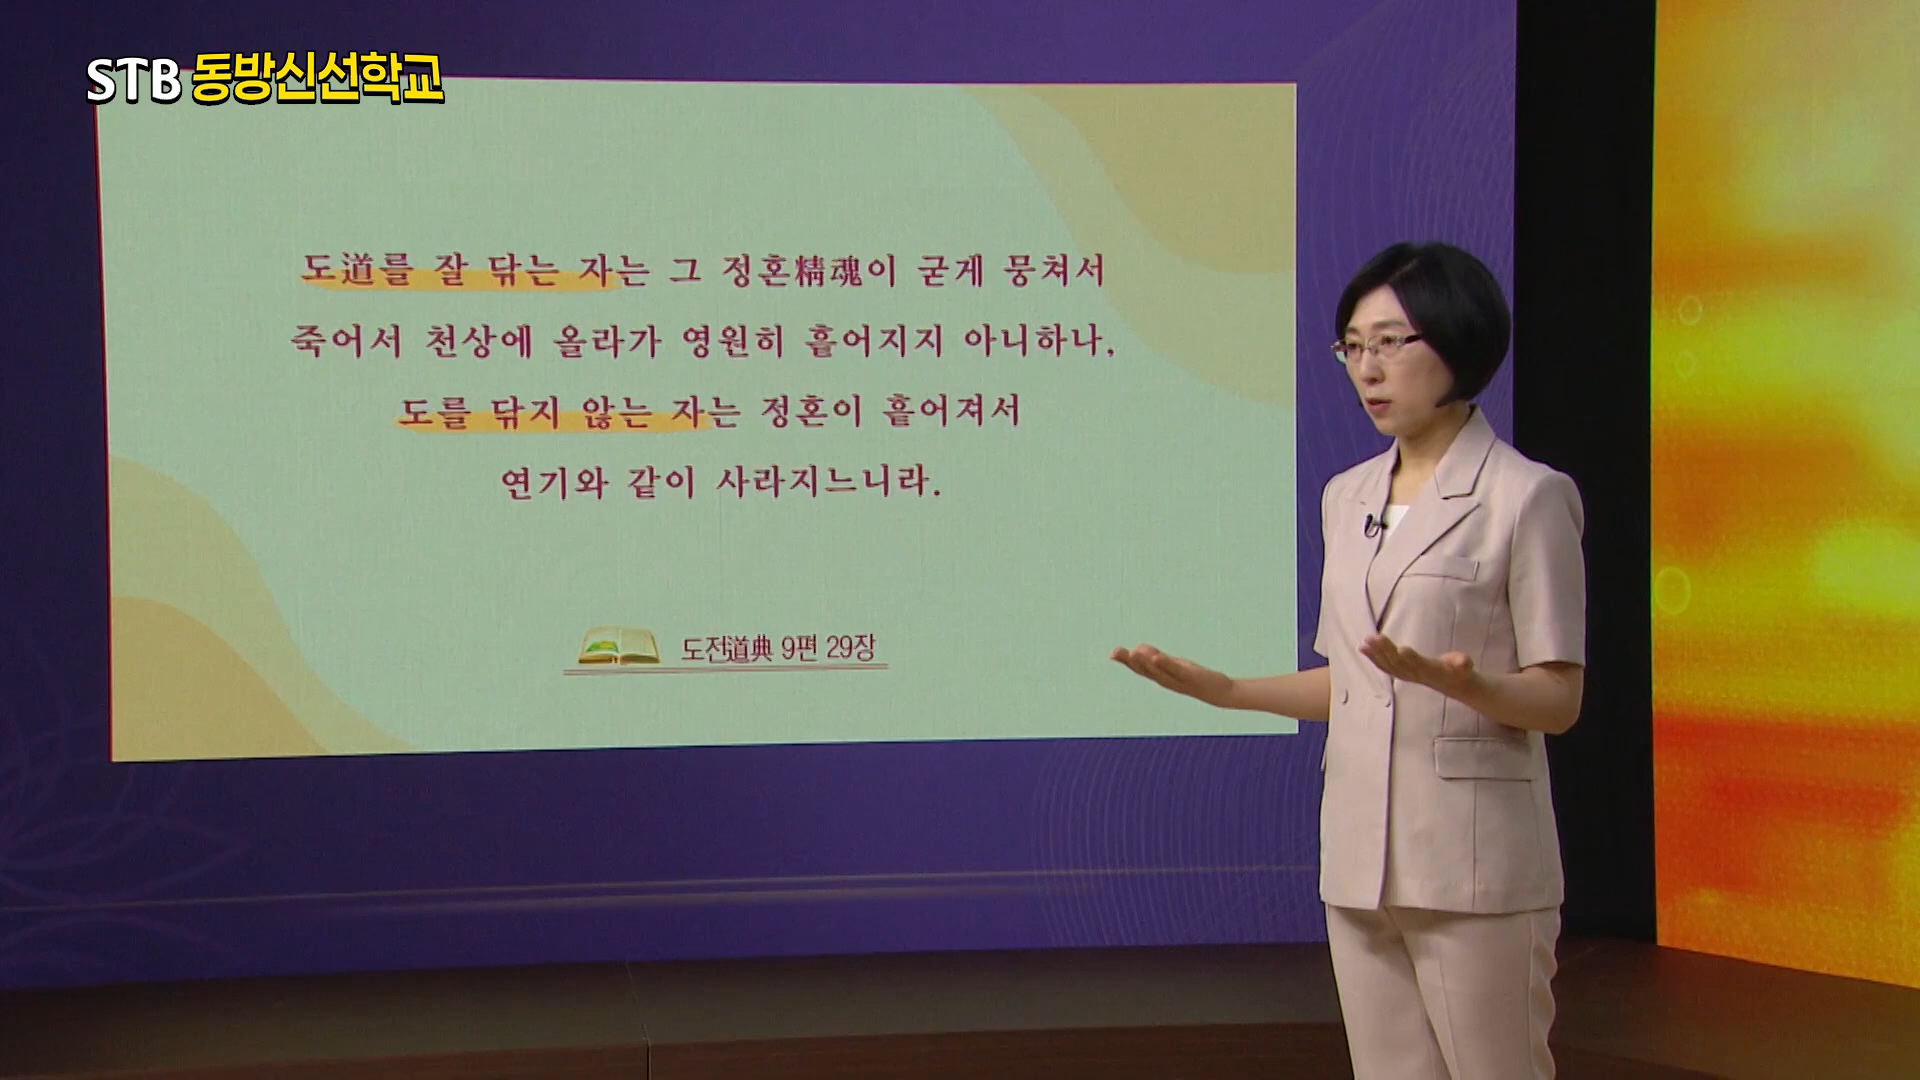 STB 동방신선학교
도道를 잘 닦는 자는 그 정혼精魂이 굳게 뭉쳐서
죽어서 천상에 올라가 영원히 흩어지지 아니하나,
도를 닦지 않는 자는 정혼이 흩어져서
연기와 같이 사라지느니라.
도전道典 9편 29장